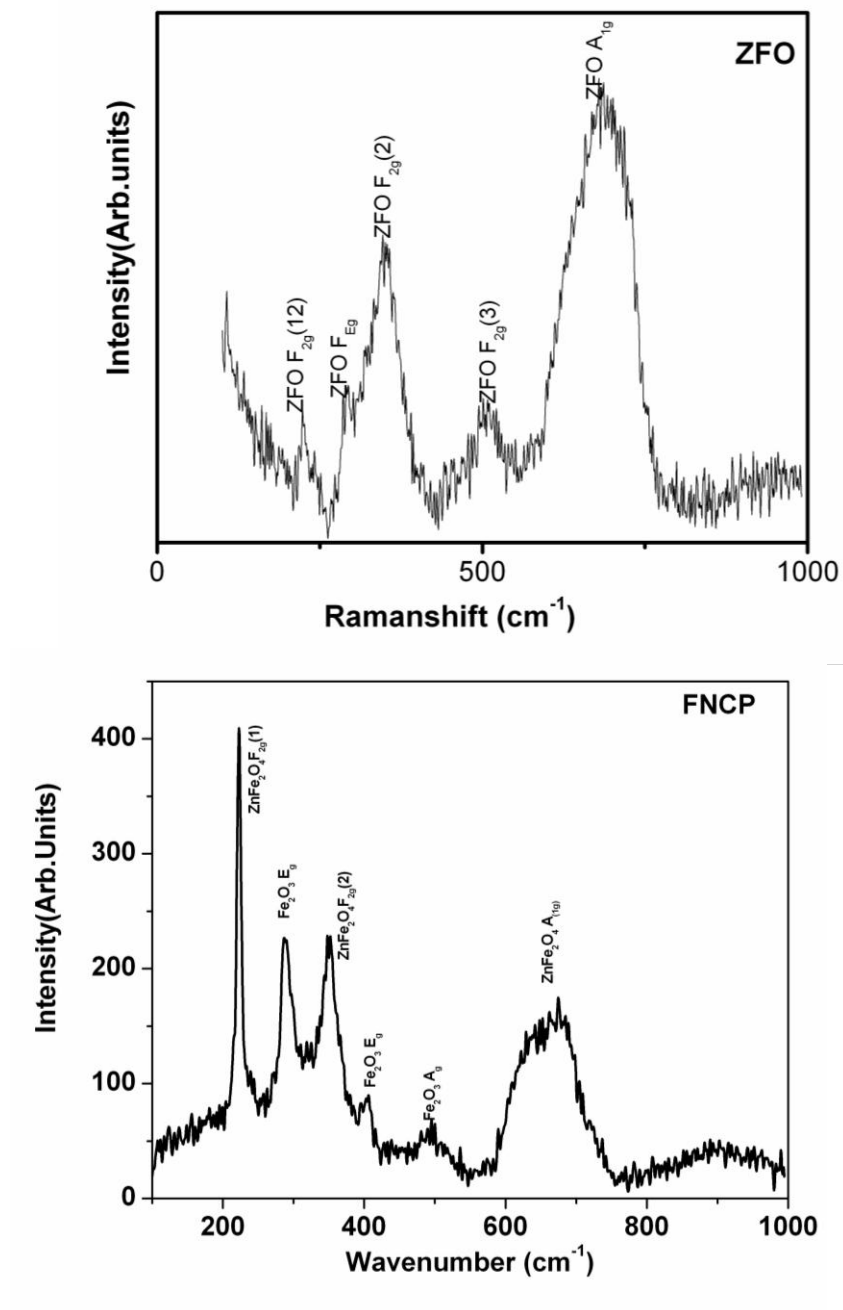 ZFO
ZFO A1g
ZFO F2g(2)
ZFO F2g(12)
ZFO FEg
ZFO F2g(3)
Intensity(Arb.units)
0
500
1000
Ramanshift (cm-1)
FNCP
ZnFe2O4F2g(1)
Fe2O3 Eg
ZnFe2O4F2g(2)
Fe2O3 Eg
Fe2O3 Ag
ZnFe2O4 A(1g)
Intensity(Arb.Units)
400
300
200
100
0
200
400
600
800
1000
Wavenumber (cm-1)